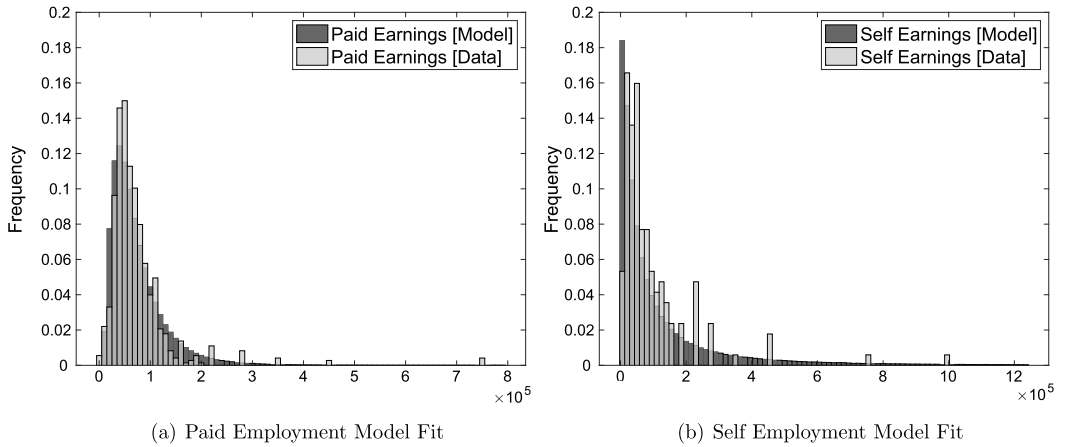 0.2
0.18
0.16
0.14
0.12
0.1
0.08
0.06
0.04
0.02
0
Frequency
Paid Earnings [Model]
Paid Earnings [Data]
0 1 2 3 4 5 6 7 8
×10^5
(a) Paid Employment Model Fit
0.2
0.18
0.16
0.14
0.12
0.1
0.08
0.06
0.04
0.02
0
Frequency
Self Earnings [Model]
Self Earnings [Data]
0 2 4 6 8 10 12
×10^5
(b) Self Employment Model Fit